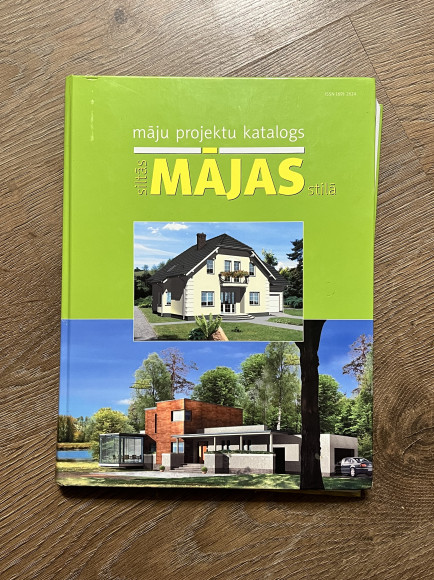 māju projektu katalogs
siltās
MĀJAS
stilā